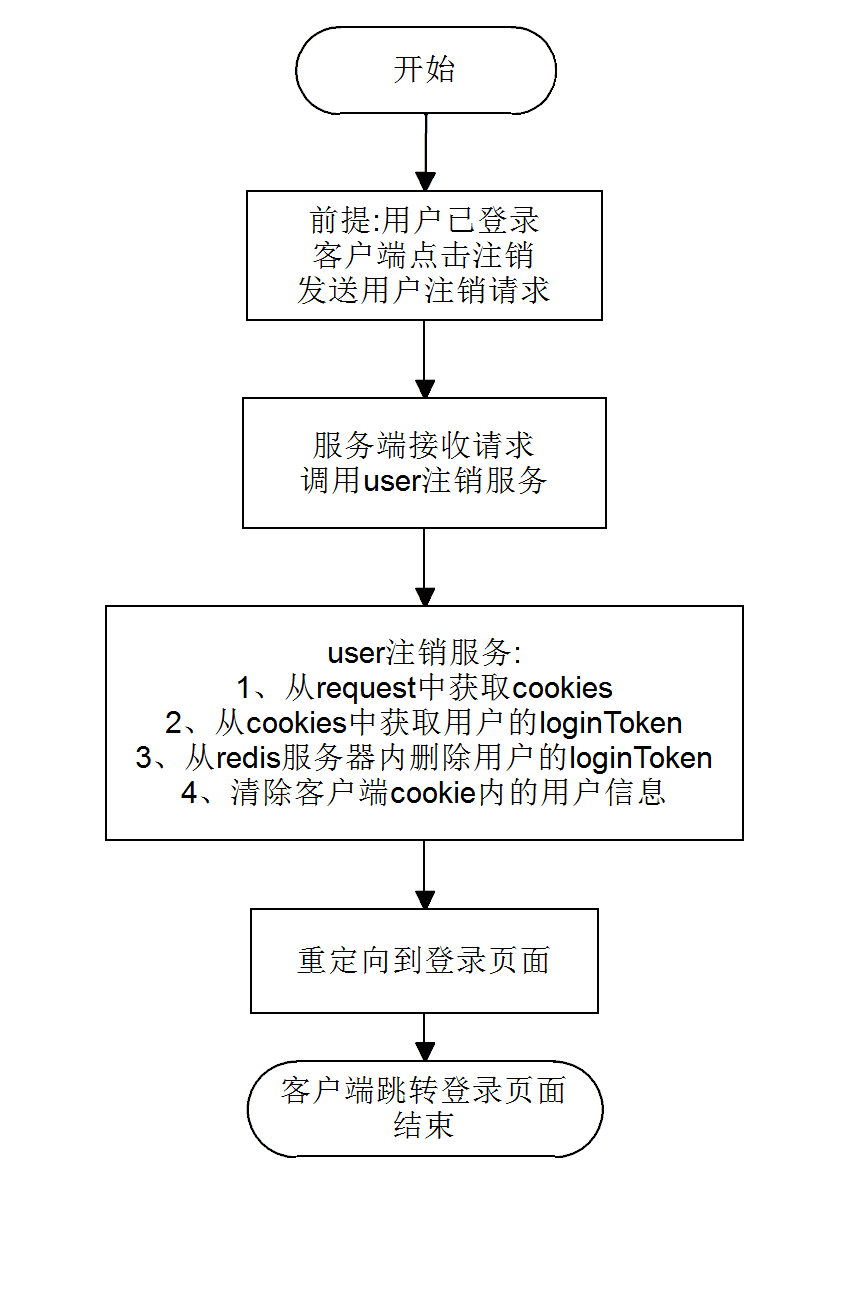 开始
前提:用户已登录
客户端点击注销
发送用户注销请求
服务端接收请求
调用user注销服务
user注销服务:
1、从request中获取cookies
2、从cookies中获取用户的loginToken
3、从redis服务器内删除用户的loginToken
4、清除客户端cookie内的用户信息
重定向到登录页面
客户端跳转登录页面
结束